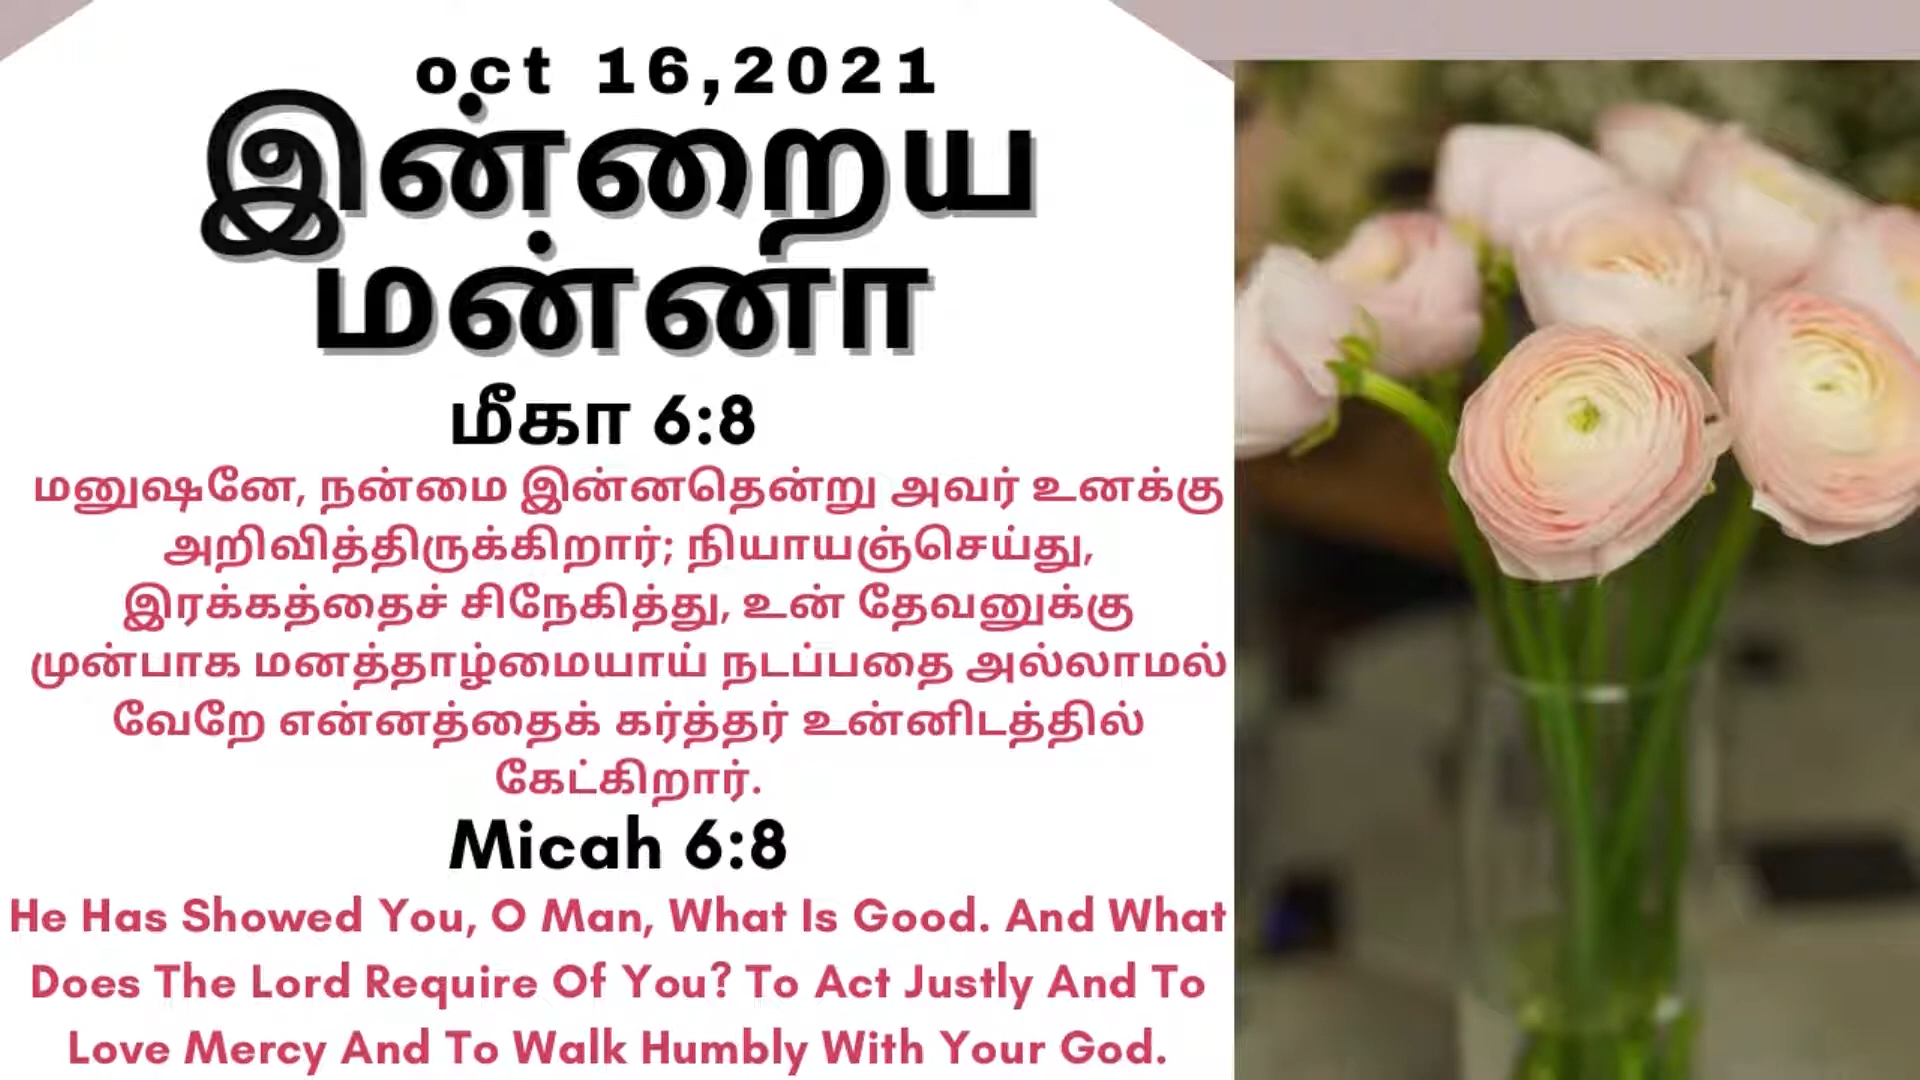 oct 16,2021
இன்றைய
மன்னா
மீகா 6:8
மனுஷனே, நன்மை இன்னதென்று அவர் உனக்கு
அறிவித்திருக்கிறார்; நியாயஞ்செய்து,
இரக்கத்தைச் சிநேகித்து, உன் தேவனுக்கு
முன்பாக மனத்தாழ்மையாய் நடப்பதை அல்லாமல்
வேறே என்னத்தைக் கர்த்தர் உன்னிடத்தில்
கேட்கிறார்.
Micah 6:8
He Has Showed You, O Man, What Is Good. And What
Does The Lord Require Of You? To Act Justly And To
Love Mercy And To Walk Humbly With Your God.